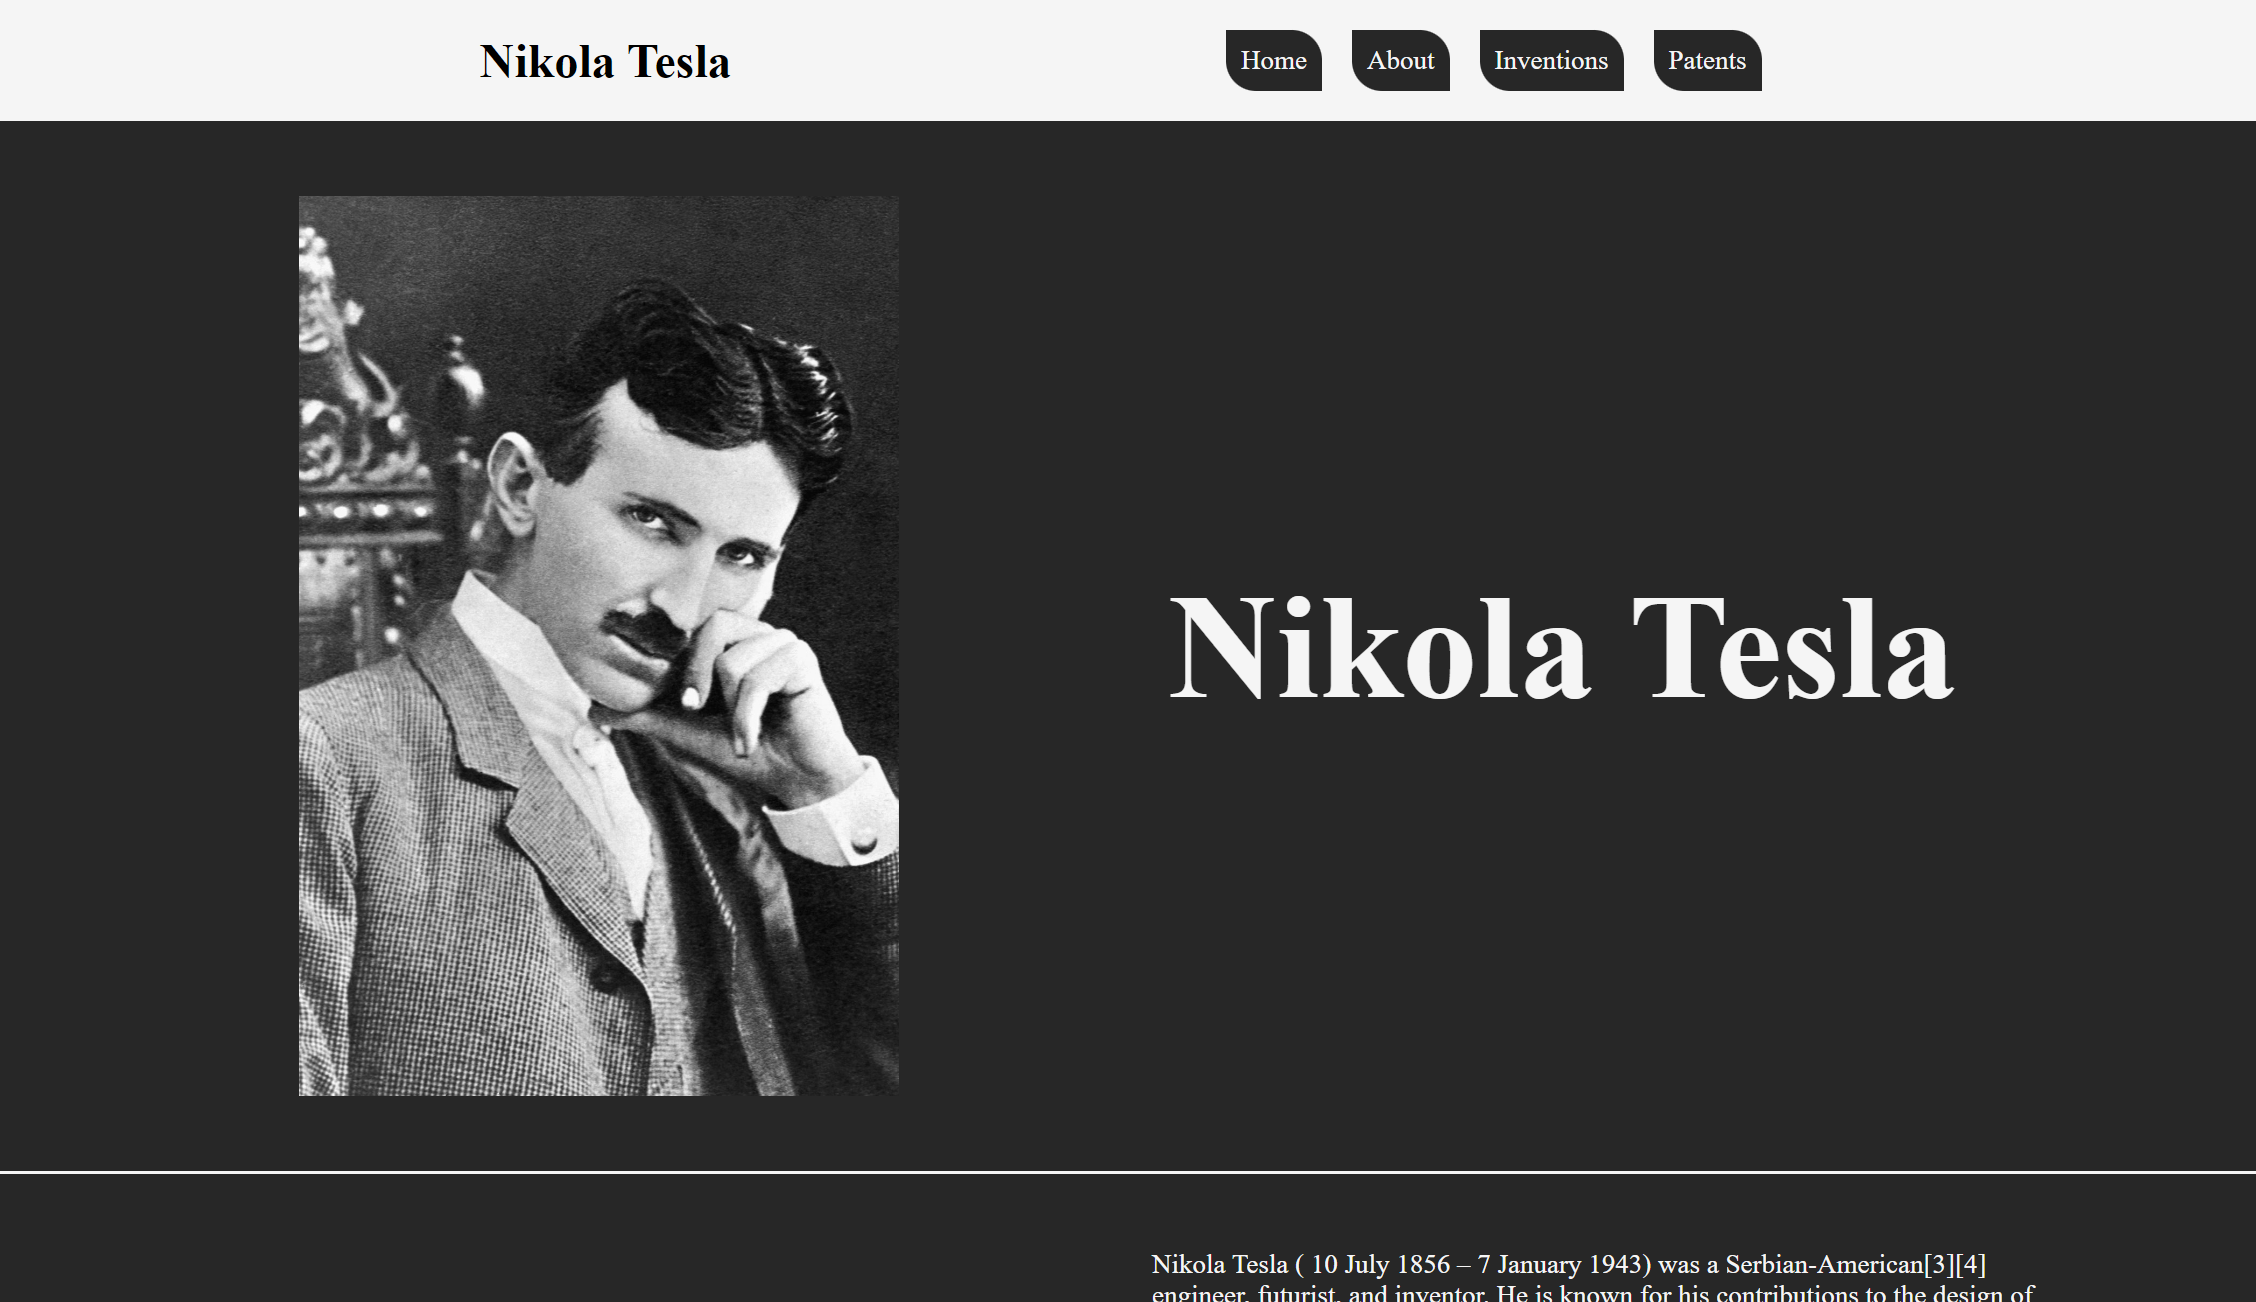 Nikola Tesla
Home About Inventions Patents
Nikola Tesla
Nikola Tesla ( 10 July 1856 – 7 January 1943) was a Serbian-American[3][4]
engineer, futurist, and inventor. He is known for his contributions to the design of